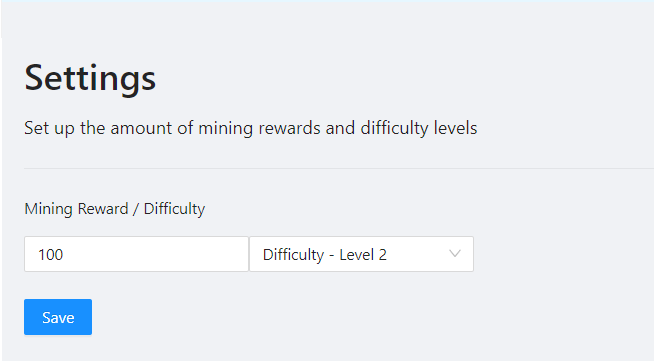 Settings
Set up the amount of mining rewards and difficulty levels
Mining Reward / Difficulty
100 Difficulty - Level 2
Save